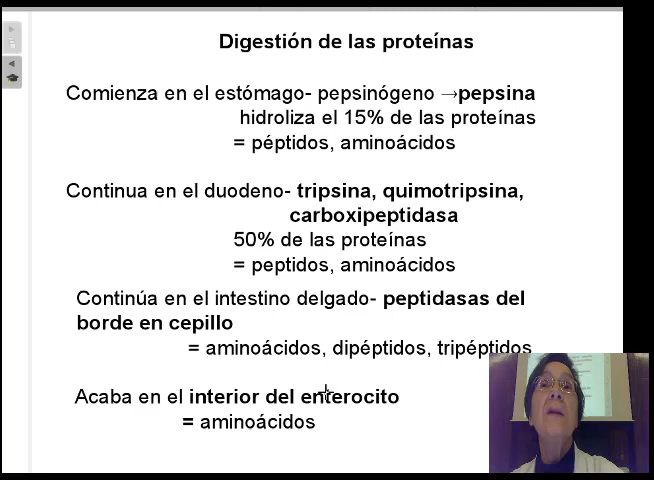 Digestión de las proteínas
Comienza en el estómago- pepsinógeno →pepsina
hidroliza el 15% de las proteínas
= péptidos, aminoácidos
Continua en el duodeno- tripsina, quimotripsina,
carboxipeptidasa
50% de las proteínas
= peptidos, aminoácidos
Continúa en el intestino delgado- peptidasas del
borde en cepillo
= aminoácidos, dipéptidos, tripéptidos
Acaba en el interior del enterocito
= aminoácidos